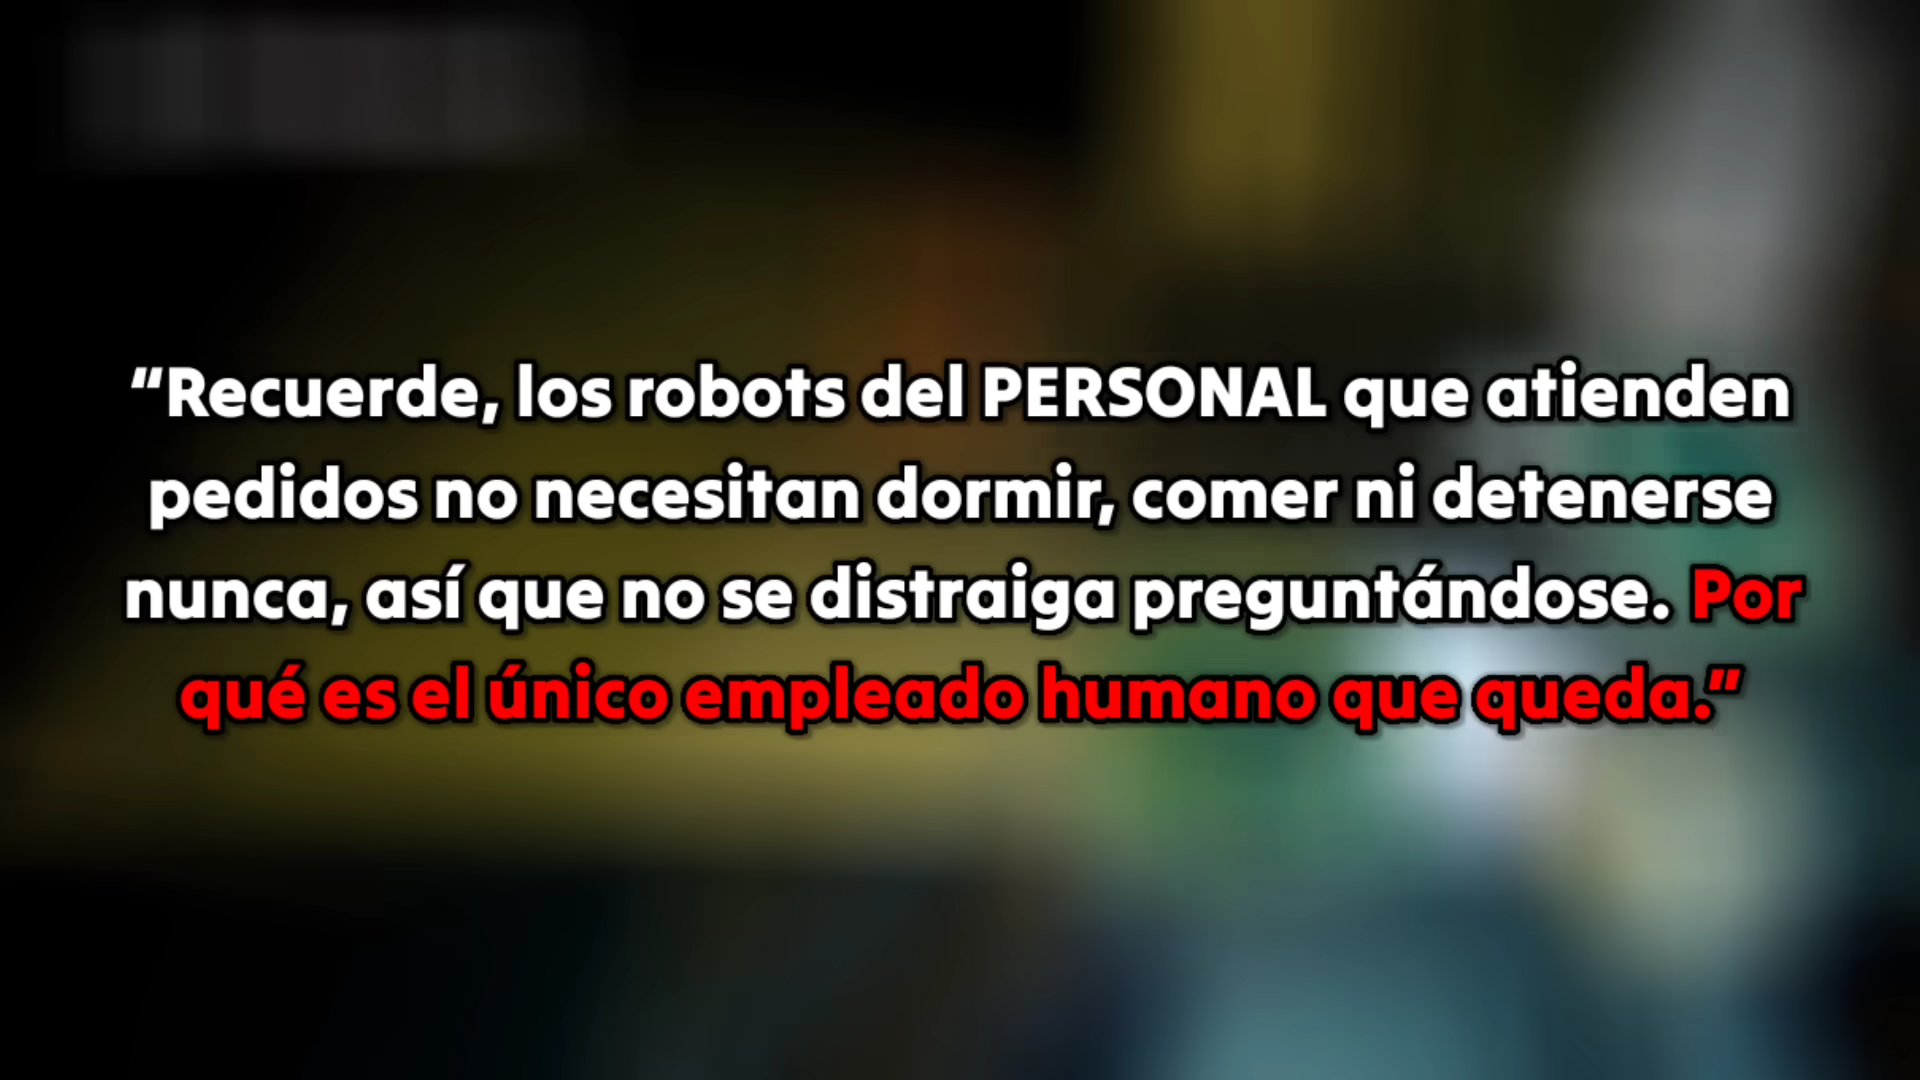 “Recuerde, los robots del PERSONAL que atienden
pedidos no necesitan dormir, comer ni detenerse
nunca, así que no se distraiga preguntándose. Por
qué es el único empleado humano que queda.”